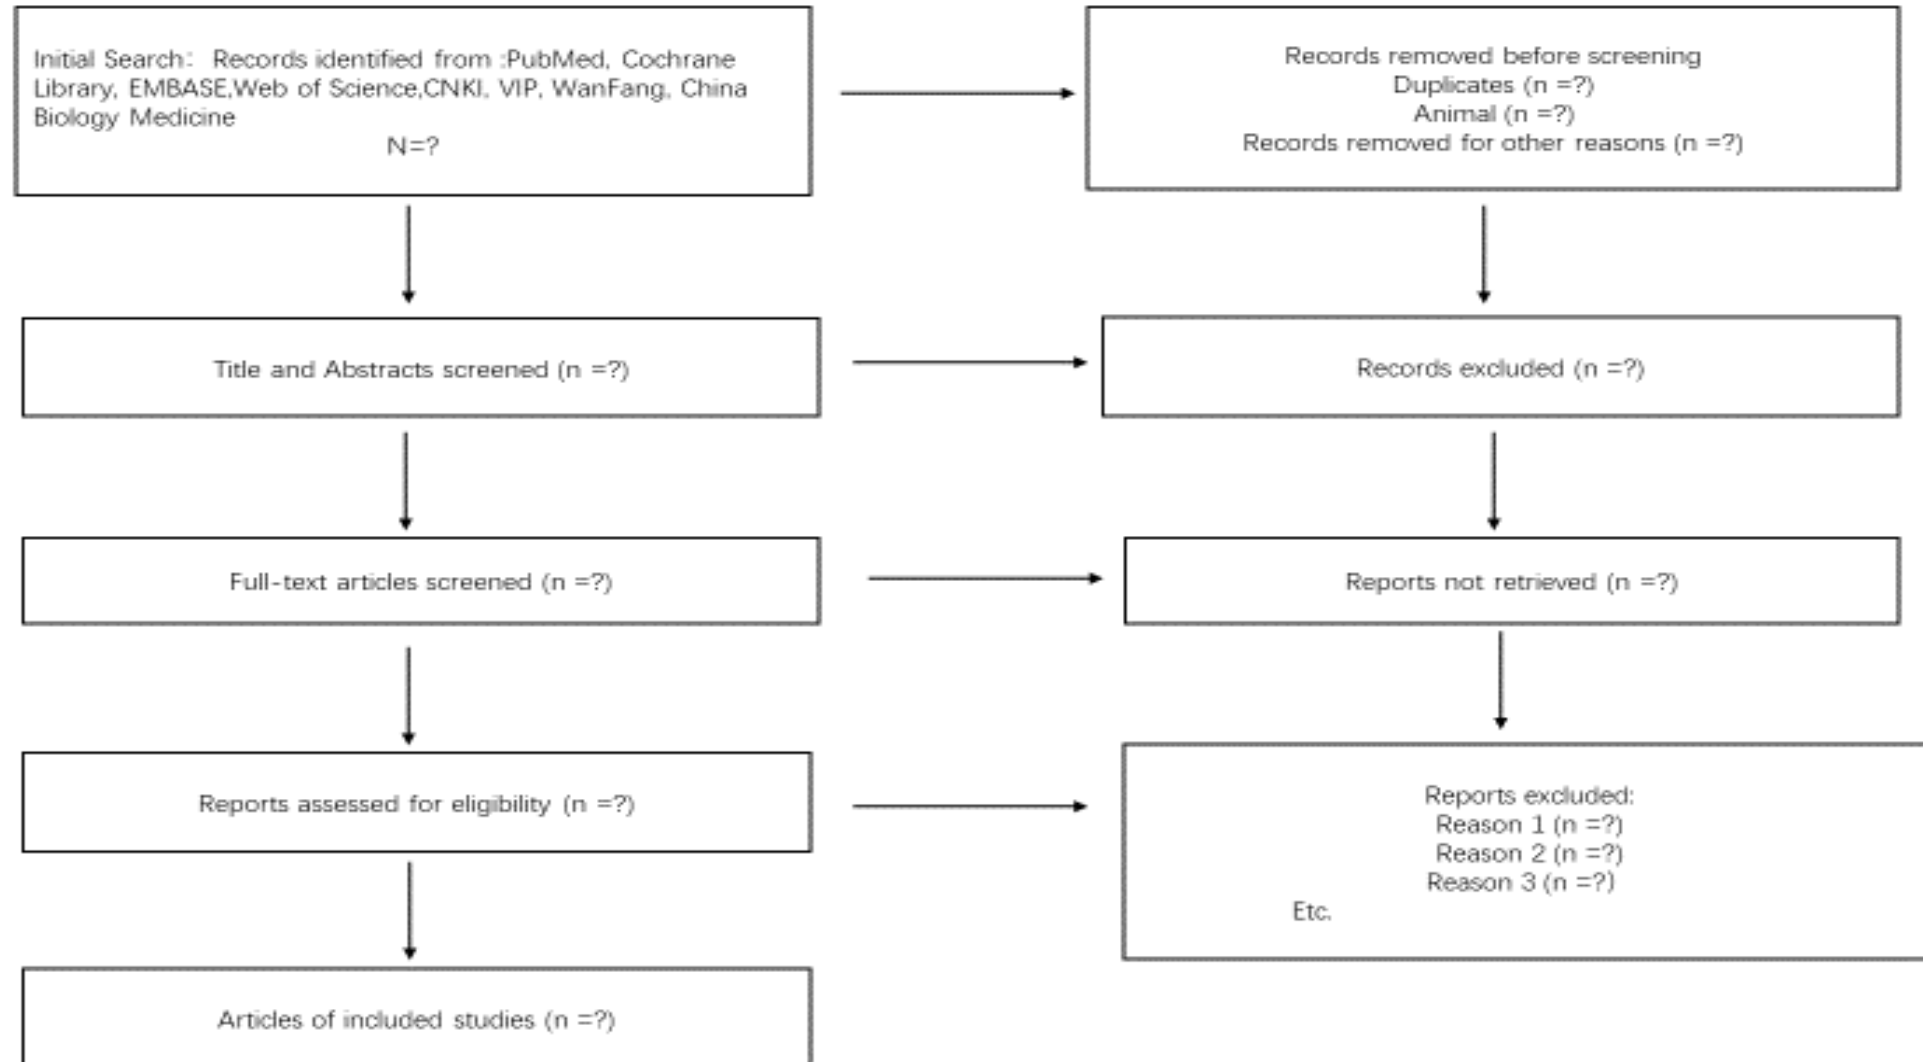 Initial Search: Records identified from :PubMed, Cochrane
Library, EMBASE,Web of Science,CNKI, VIP, WanFang, China
Biology Medicine
N=?
Records removed before screening
Duplicates (n =?)
Animal (n =?)
Records removed for other reasons (n =?)
Title and Abstracts screened (n =?)
Records excluded (n =?)
Full-text articles screened (n =?)
Reports not retrieved (n =?)
Reports assessed for eligibility (n =?)
Reports excluded:
Reason 1 (n =?)
Reason 2 (n =?)
Reason 3 (n =?)
Etc.
Articles of included studies (n =?)